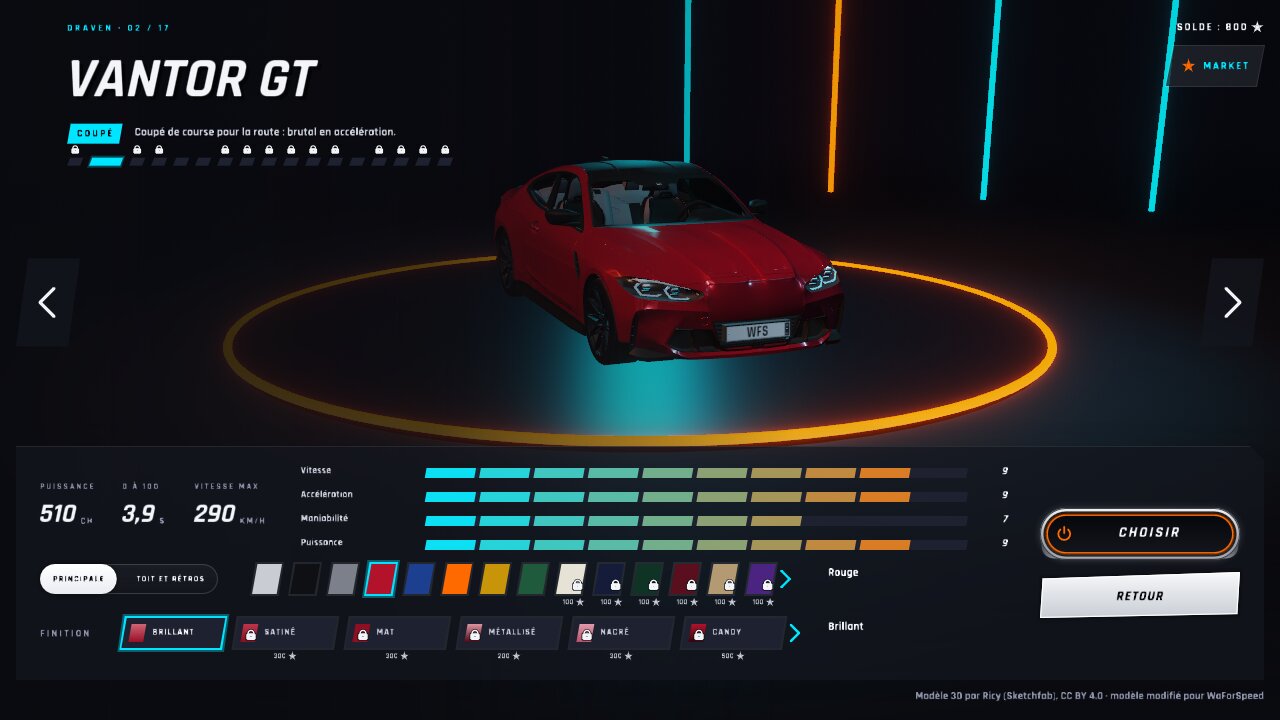 DRAVEN · 02 / 17
SOLDE : 800 ★
VANTOR GT
★ MARKET
COUPÉ
Coupé de course pour la route : brutal en accélération.
WFS
PUISSANCE
510 CH
0 À 100
3,9 S
VITESSE MAX
290 KM/H
Vitesse 9
Accélération 9
Maniabilité 7
Puissance 9
CHOISIR
PRINCIPALE
TOIT ET RÉTROS
Rouge
100 ★ 100 ★ 100 ★ 100 ★ 100 ★ 100 ★
RETOUR
FINITION
BRILLANT
SATINÉ
MAT
MÉTALLISÉ
NACRÉ
CANDY
Brillant
300 ★ 300 ★ 200 ★ 300 ★ 500 ★
Modèle 3D par Ricy (Sketchfab), CC BY 4.0 · modèle modifié pour WaForSpeed